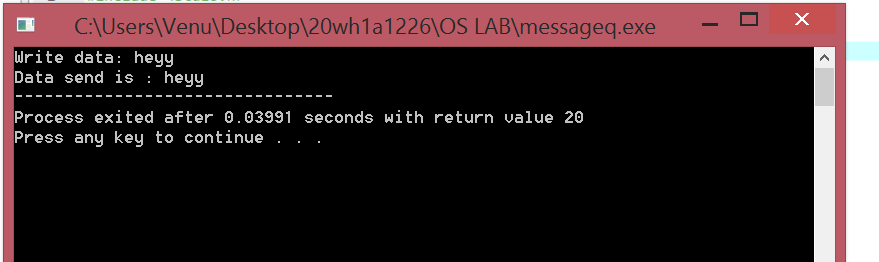 C:\Users\Venu\Desktop\20wh1a1226\OS LAB\messageq.exe
Write data: heyy
Data send is : heyy
--------------------------------
Process exited after 0.03991 seconds with return value 20
Press any key to continue . . .